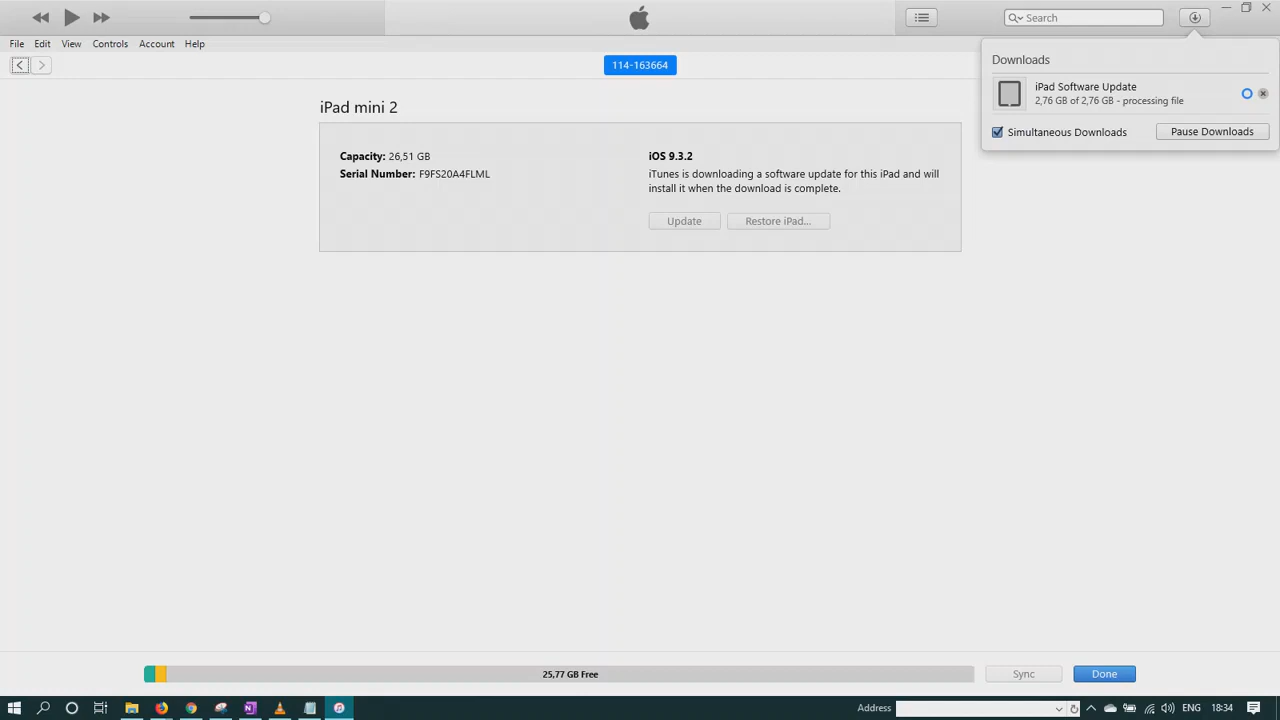 Search
File Edit View Controls Account Help
114-163664
Downloads
iPad Software Update
2,76 GB of 2,76 GB - processing file
Simultaneous Downloads
Pause Downloads
iPad mini 2
Capacity: 26,51 GB
Serial Number: F9FS20A4FLML
iOS 9.3.2
iTunes is downloading a software update for this iPad and will
install it when the download is complete.
Update
Restore iPad...
25,77 GB Free
Sync
Done
Address
ENG
18:34